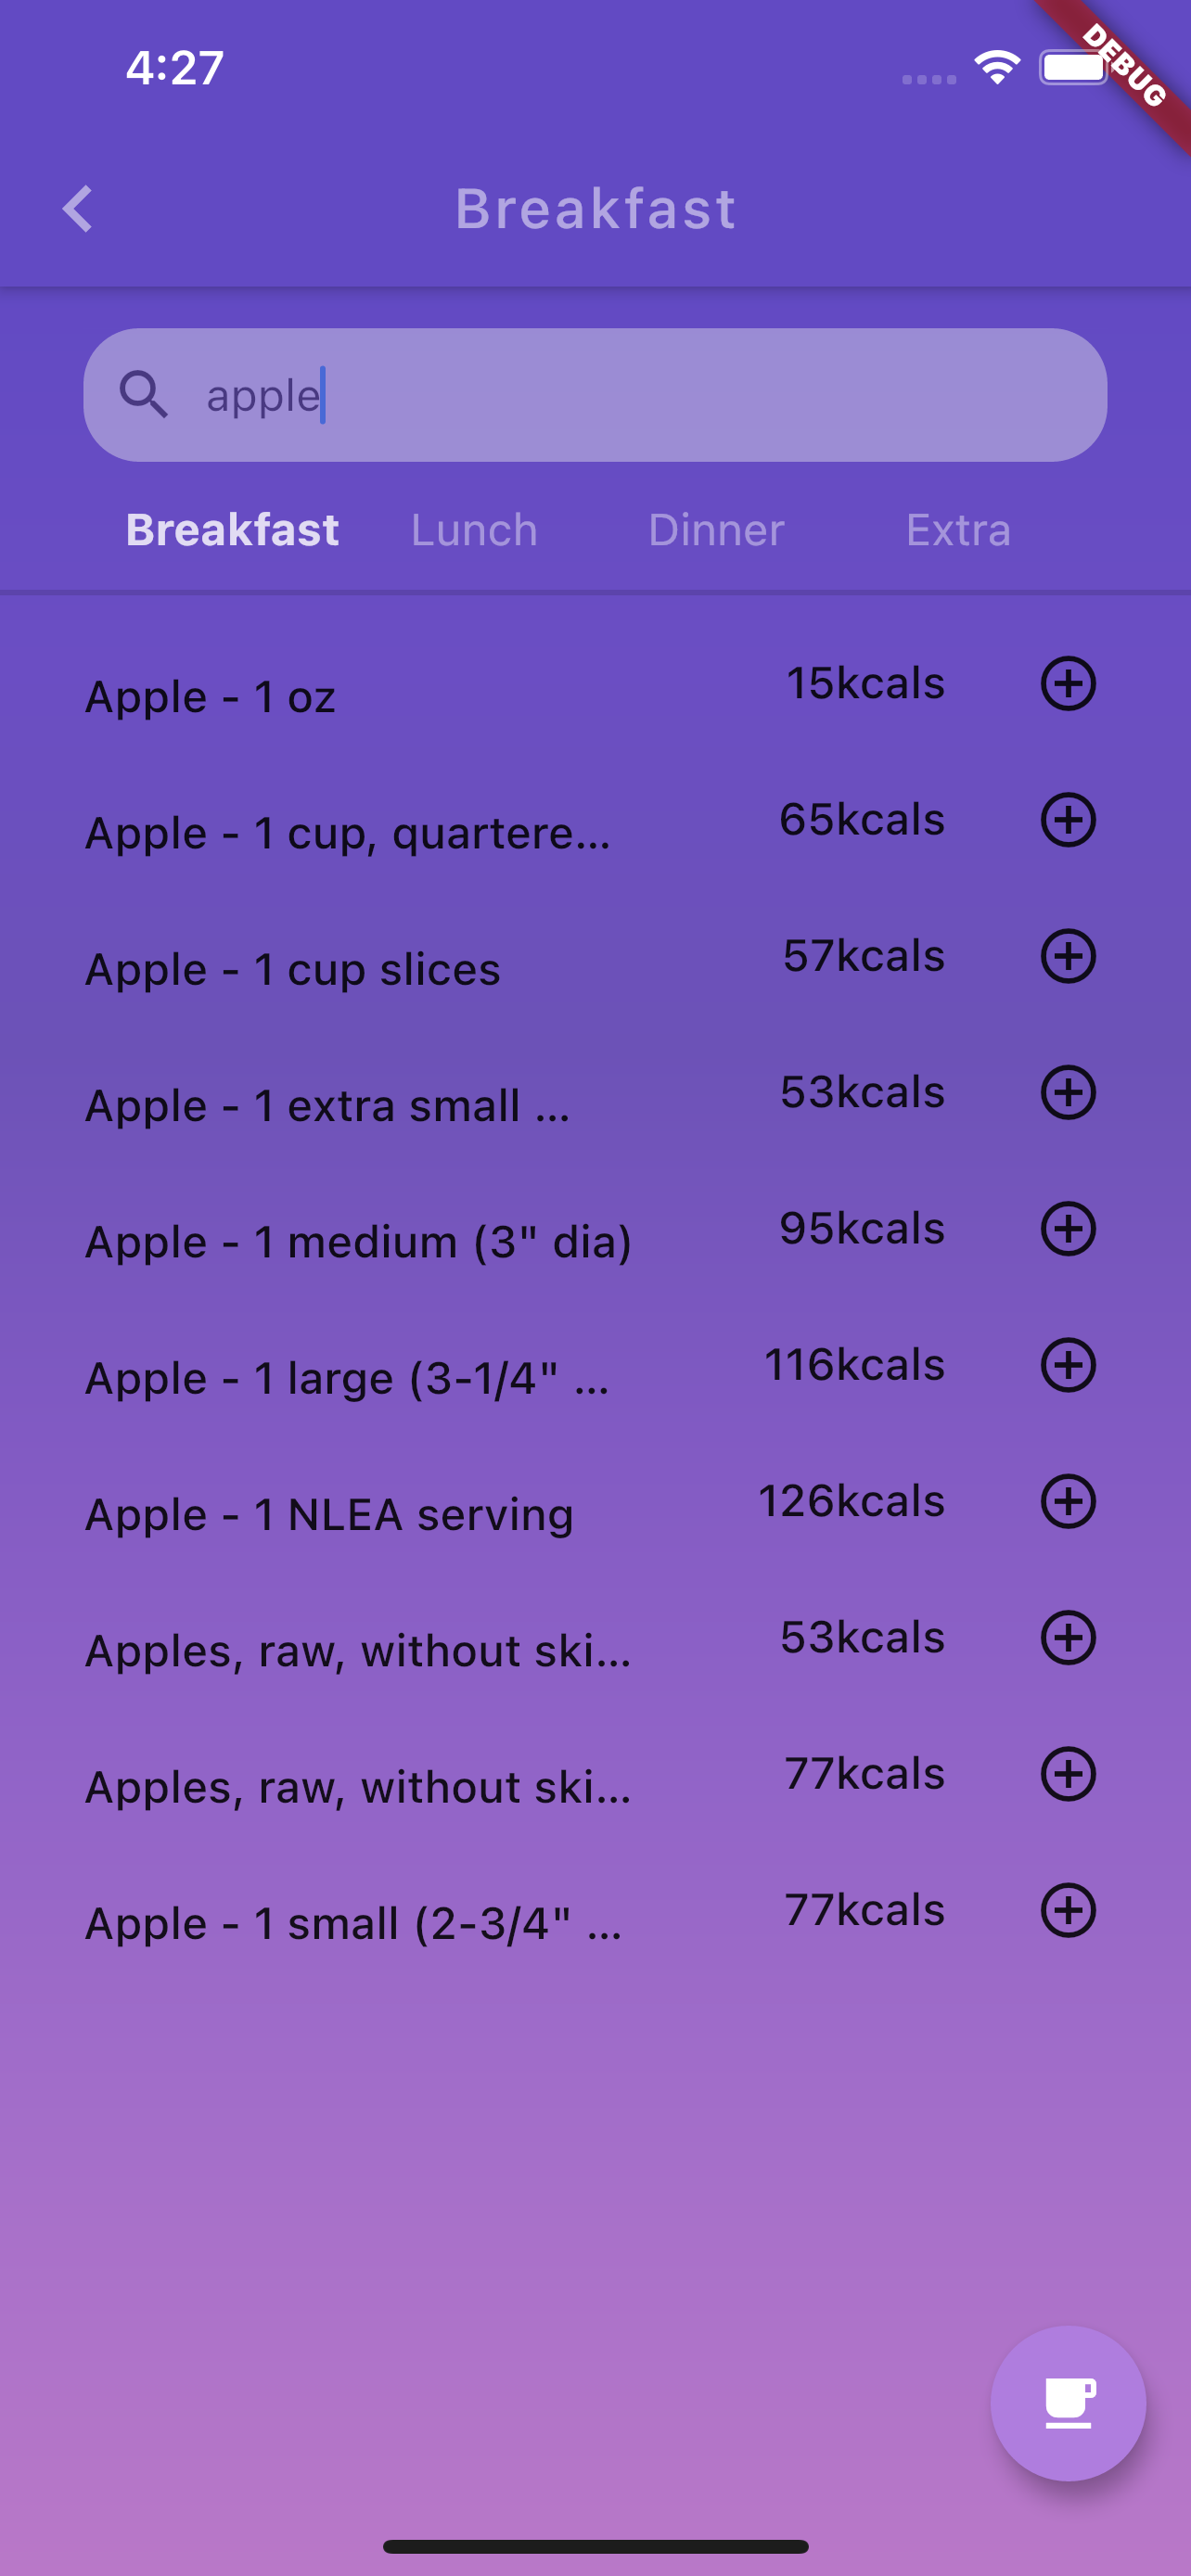 4:27
DEBUG
Breakfast
apple
Breakfast Lunch Dinner Extra
Apple - 1 oz 15kcals
Apple - 1 cup, quartere... 65kcals
Apple - 1 cup slices 57kcals
Apple - 1 extra small ... 53kcals
Apple - 1 medium (3" dia) 95kcals
Apple - 1 large (3-1/4" ... 116kcals
Apple - 1 NLEA serving 126kcals
Apples, raw, without ski... 53kcals
Apples, raw, without ski... 77kcals
Apple - 1 small (2-3/4" ... 77kcals